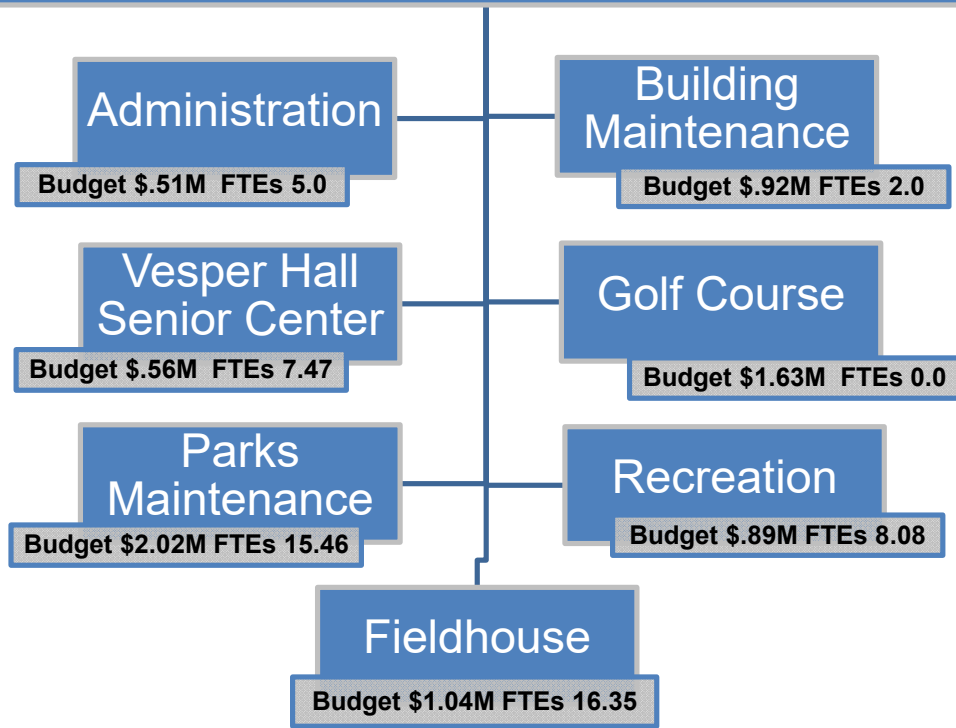 Administration
Budget $.51M FTEs 5.0
Building
Maintenance
Budget $.92M FTEs 2.0
Vesper Hall
Senior Center
Budget $.56M FTEs 7.47
Golf Course
Budget $1.63M FTEs 0.0
Parks
Maintenance
Budget $2.02M FTEs 15.46
Recreation
Budget $.89M FTEs 8.08
Fieldhouse
Budget $1.04M FTEs 16.35